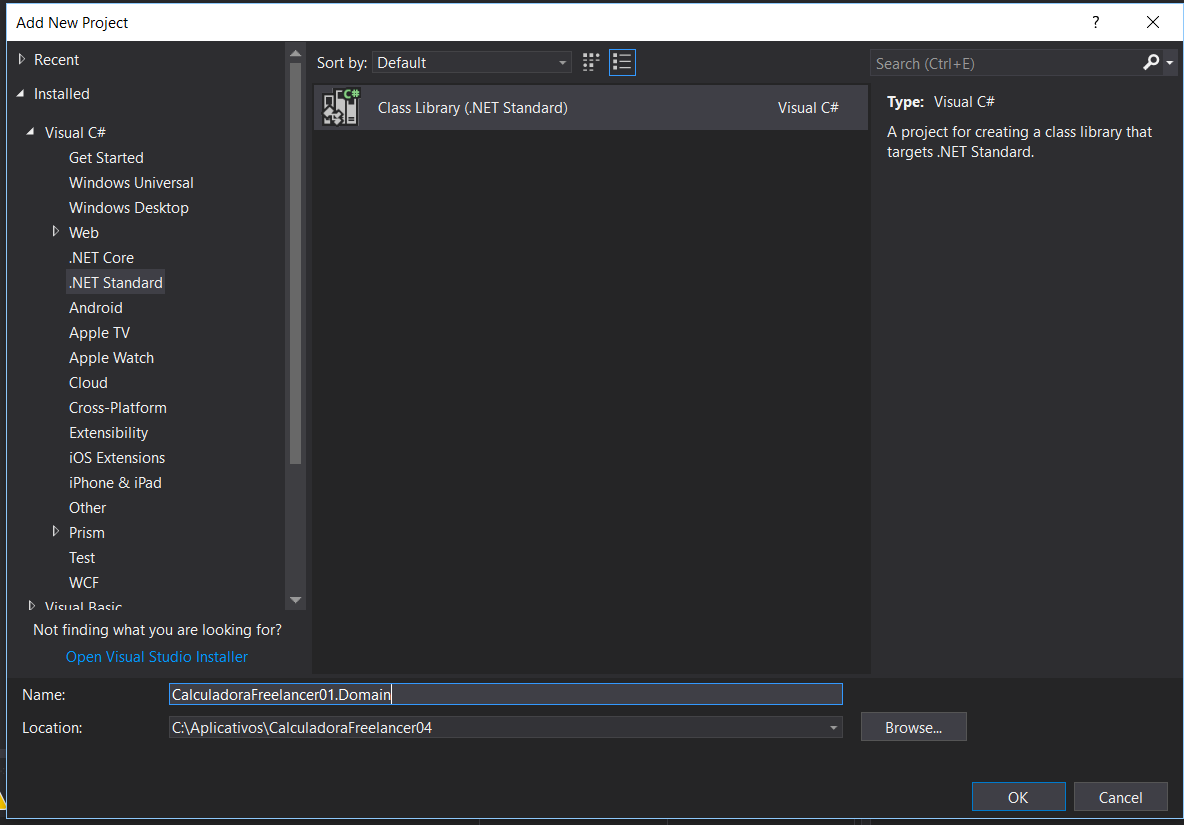 Add New Project
?
Recent
Installed
Visual C#
Get Started
Windows Universal
Windows Desktop
Web
.NET Core
.NET Standard
Android
Apple TV
Apple Watch
Cloud
Cross-Platform
Extensibility
iOS Extensions
iPhone & iPad
Other
Prism
Test
WCF
Visual Basic
Not finding what you are looking for?
Open Visual Studio Installer
Sort by: Default
C#
Class Library (.NET Standard) Visual C#
Search (Ctrl+E)
Type: Visual C#
A project for creating a class library that
targets .NET Standard.
Name: CalculadoraFreelancer01.Domain
Location: C:\Aplicativos\CalculadoraFreelancer04
Browse...
OK Cancel